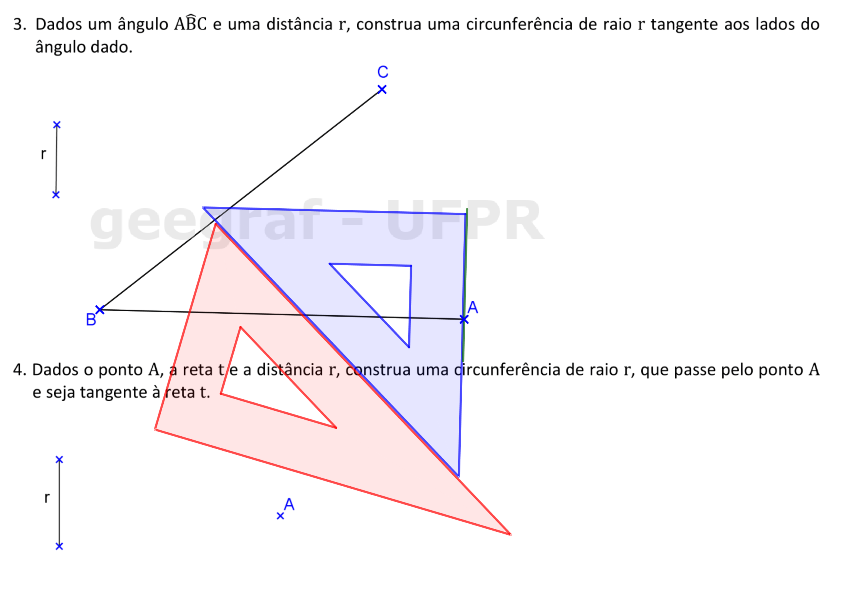 3. Dados um ângulo AB̂C e uma distância r, construa uma circunferência de raio r tangente aos lados do
ângulo dado.
C
r
geegraf - UFPR
A
B
4. Dados o ponto A, a reta t e a distância r, construa uma circunferência de raio r, que passe pelo ponto A
e seja tangente à reta t.
r
A